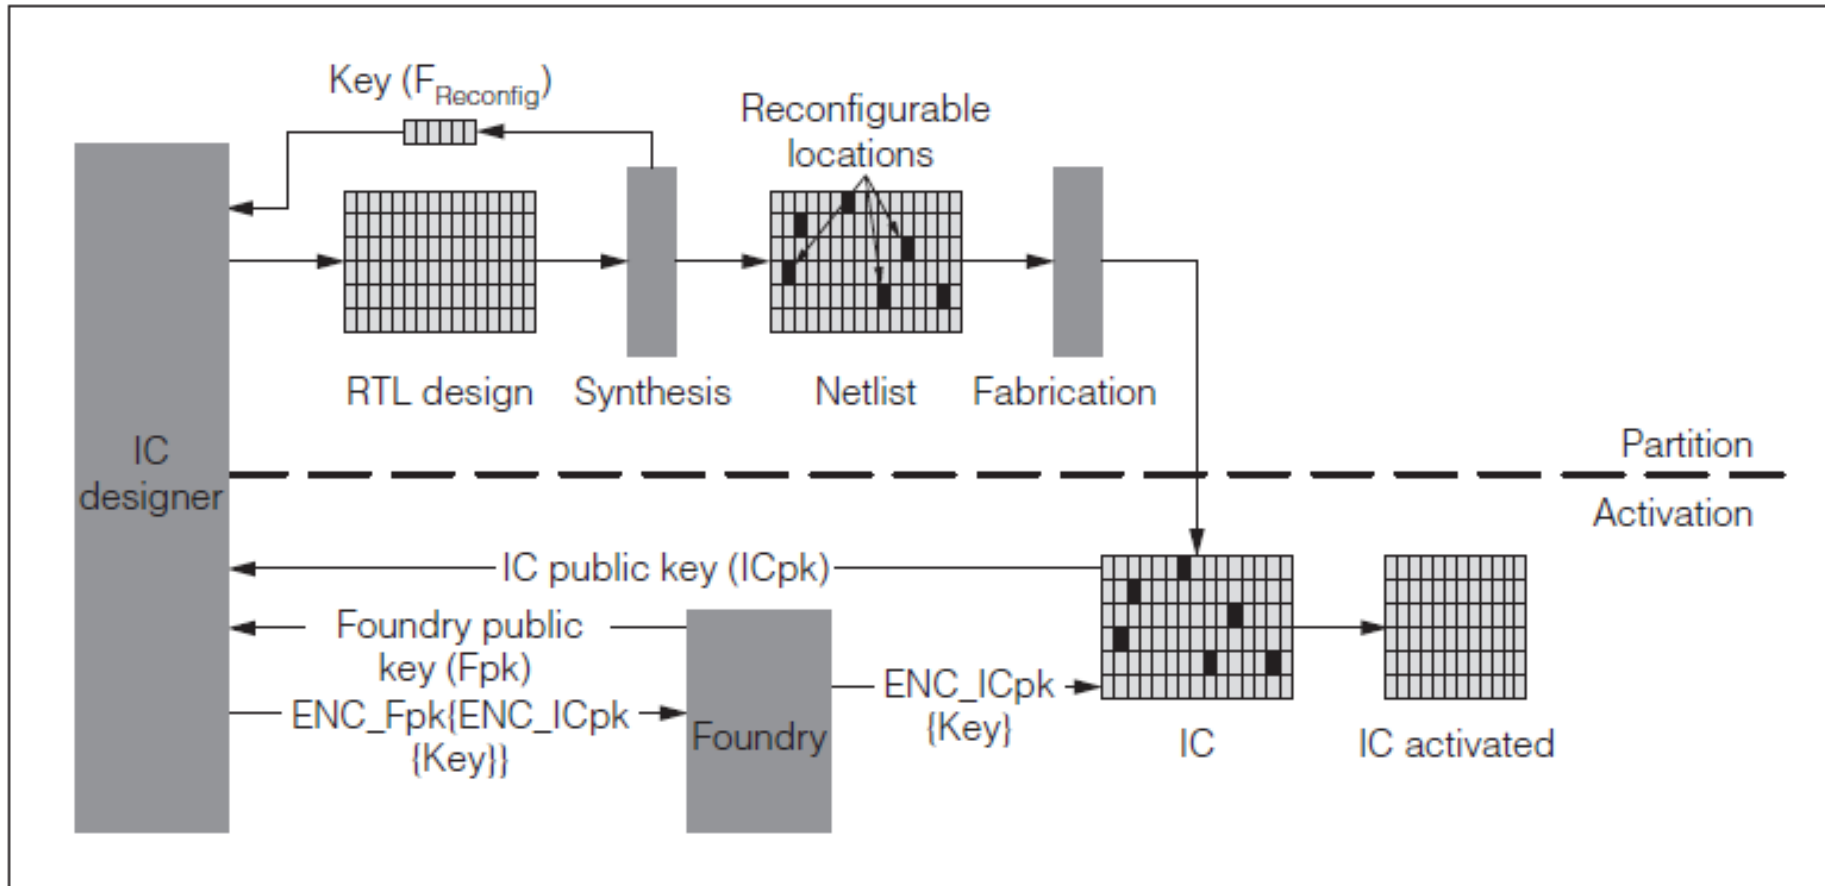 Key (F_Reconfig)
Reconfigurable
locations
RTL design
Synthesis
Netlist
Fabrication
IC
designer
Partition
Activation
IC public key (ICpk)
Foundry public
key (Fpk)
ENC_Fpk{ENC_ICpk
{Key}}
Foundry
ENC_ICpk
{Key}
IC
IC activated